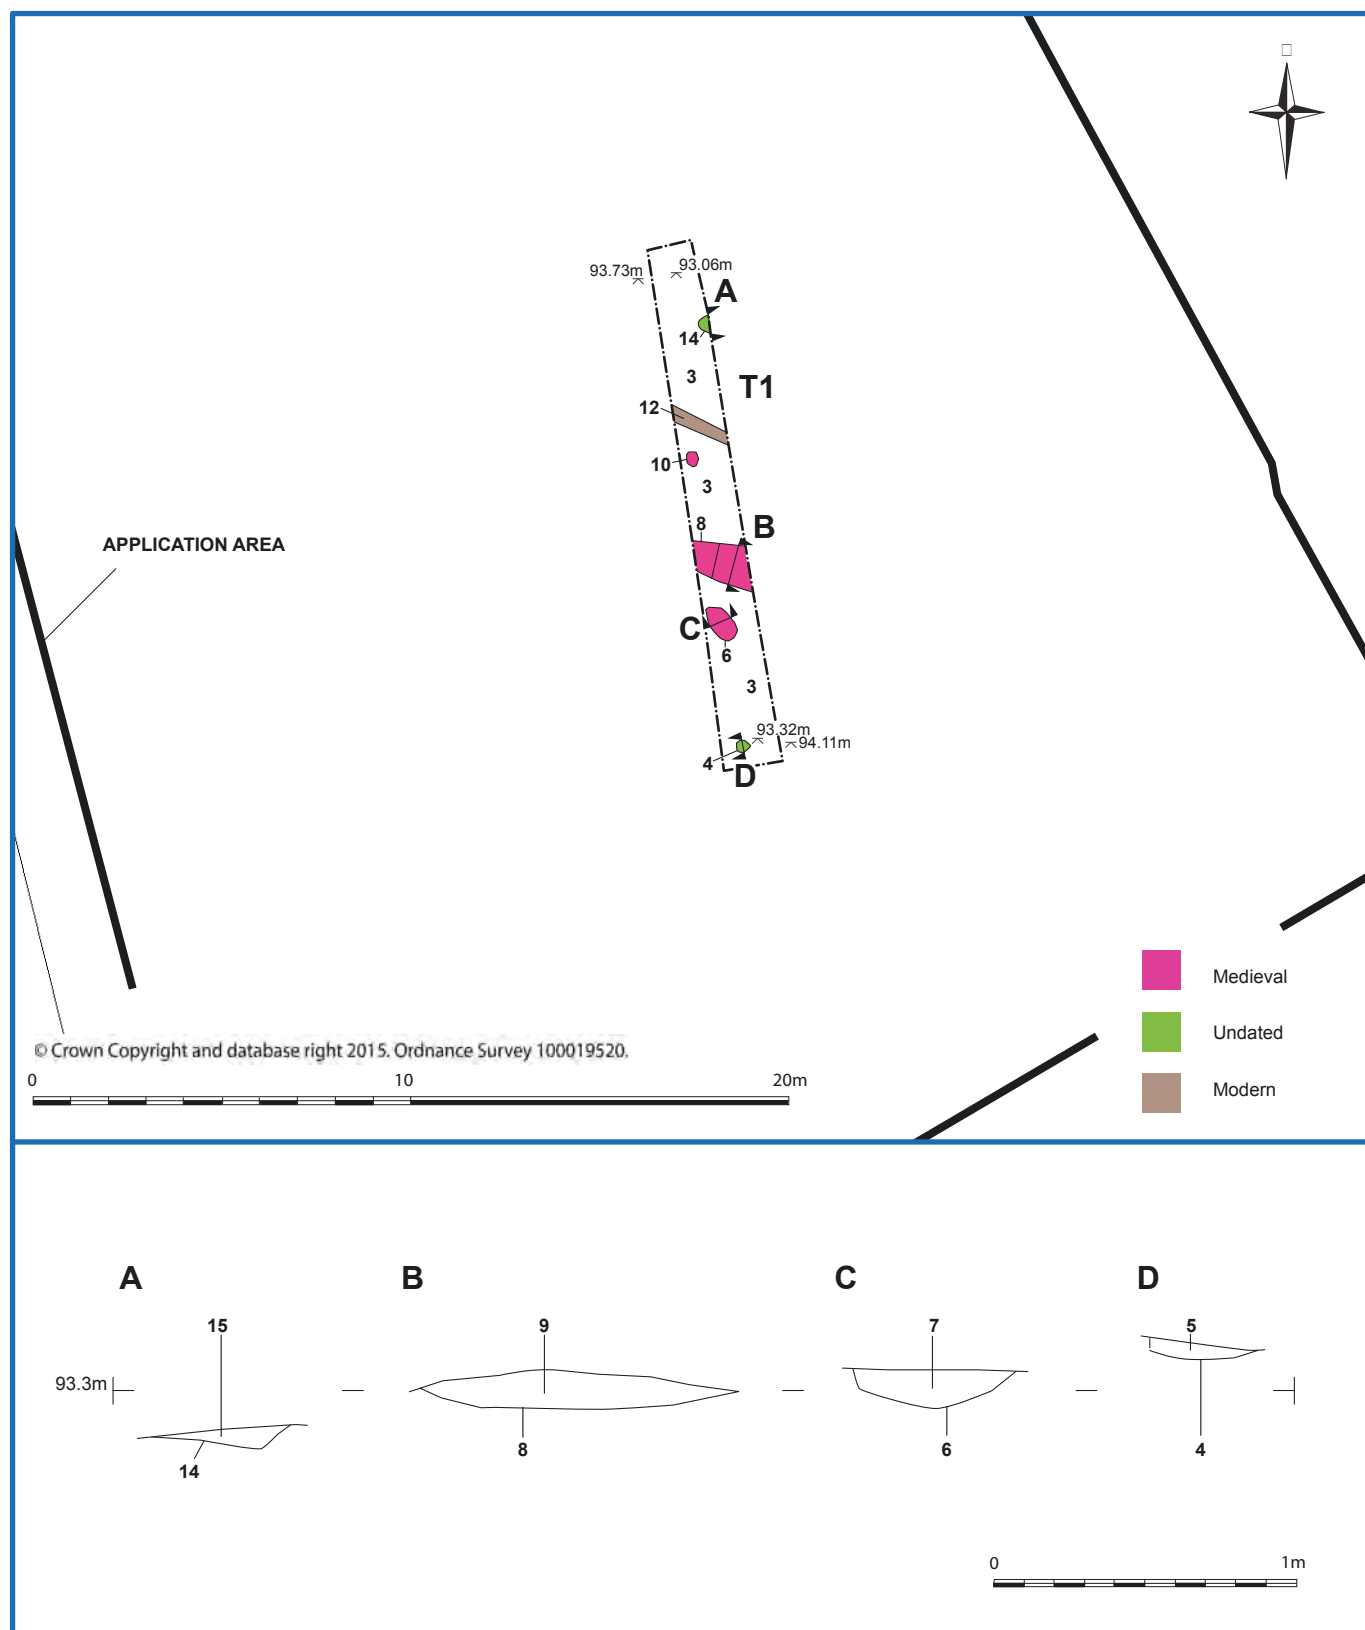 93.73m
93.06m
A
14
3
T1
12
10
3
8
B
APPLICATION AREA
C
6
3
93.32m
94.11m
4
D
Medieval
Undated
Modern
© Crown Copyright and database right 2015. Ordnance Survey 100019520.
0 10 20m
A B C D
15 9 7 5
93.3m
14 8 6 4
0 1m